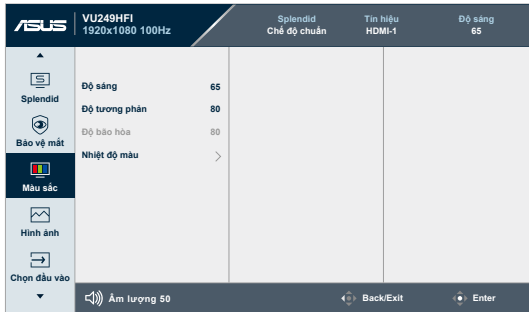 ASUS
VU249HFI
1920x1080 100Hz
Splendid
Chế độ chuẩn
Tín hiệu
HDMI-1
Độ sáng
65
Splendid
Bảo vệ mắt
Màu sắc
Hình ảnh
Chọn đầu vào
Độ sáng 65
Độ tương phản 80
Độ bão hòa 80
Nhiệt độ màu
Âm lượng 50
Back/Exit
Enter